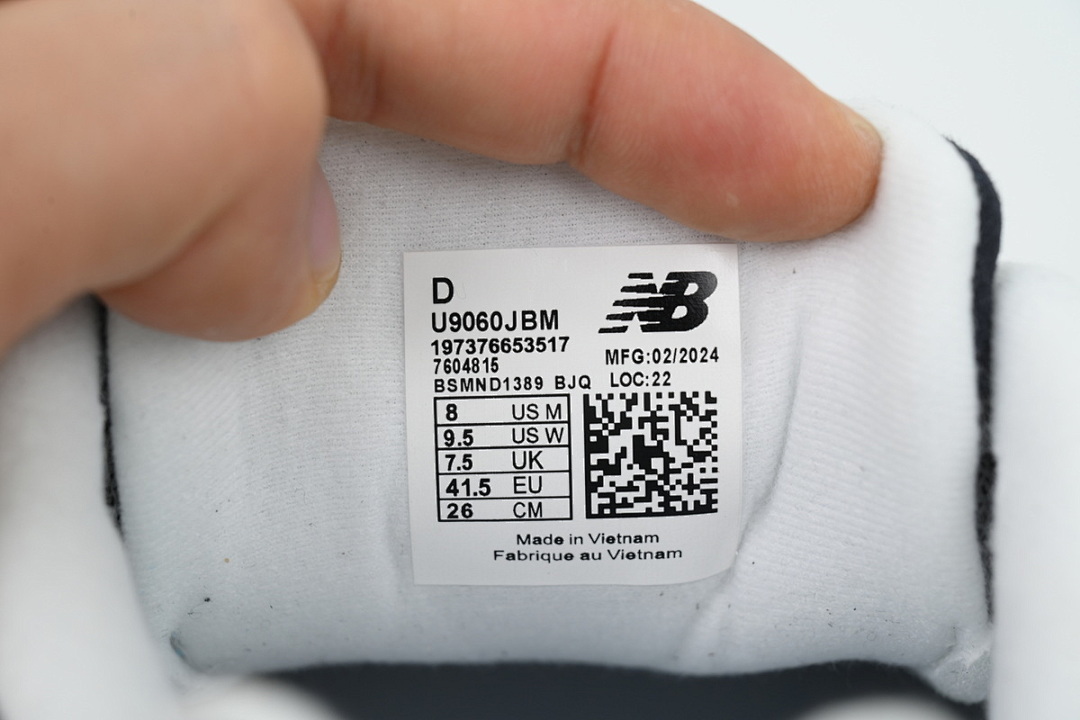 D
NB
U9060JBM
197376653517
7604815
MFG:02/2024
BSMND1389 BJQ LOC:22
8 US M
9.5 US W
7.5 UK
41.5 EU
26 CM
Made in Vietnam
Fabrique au Vietnam